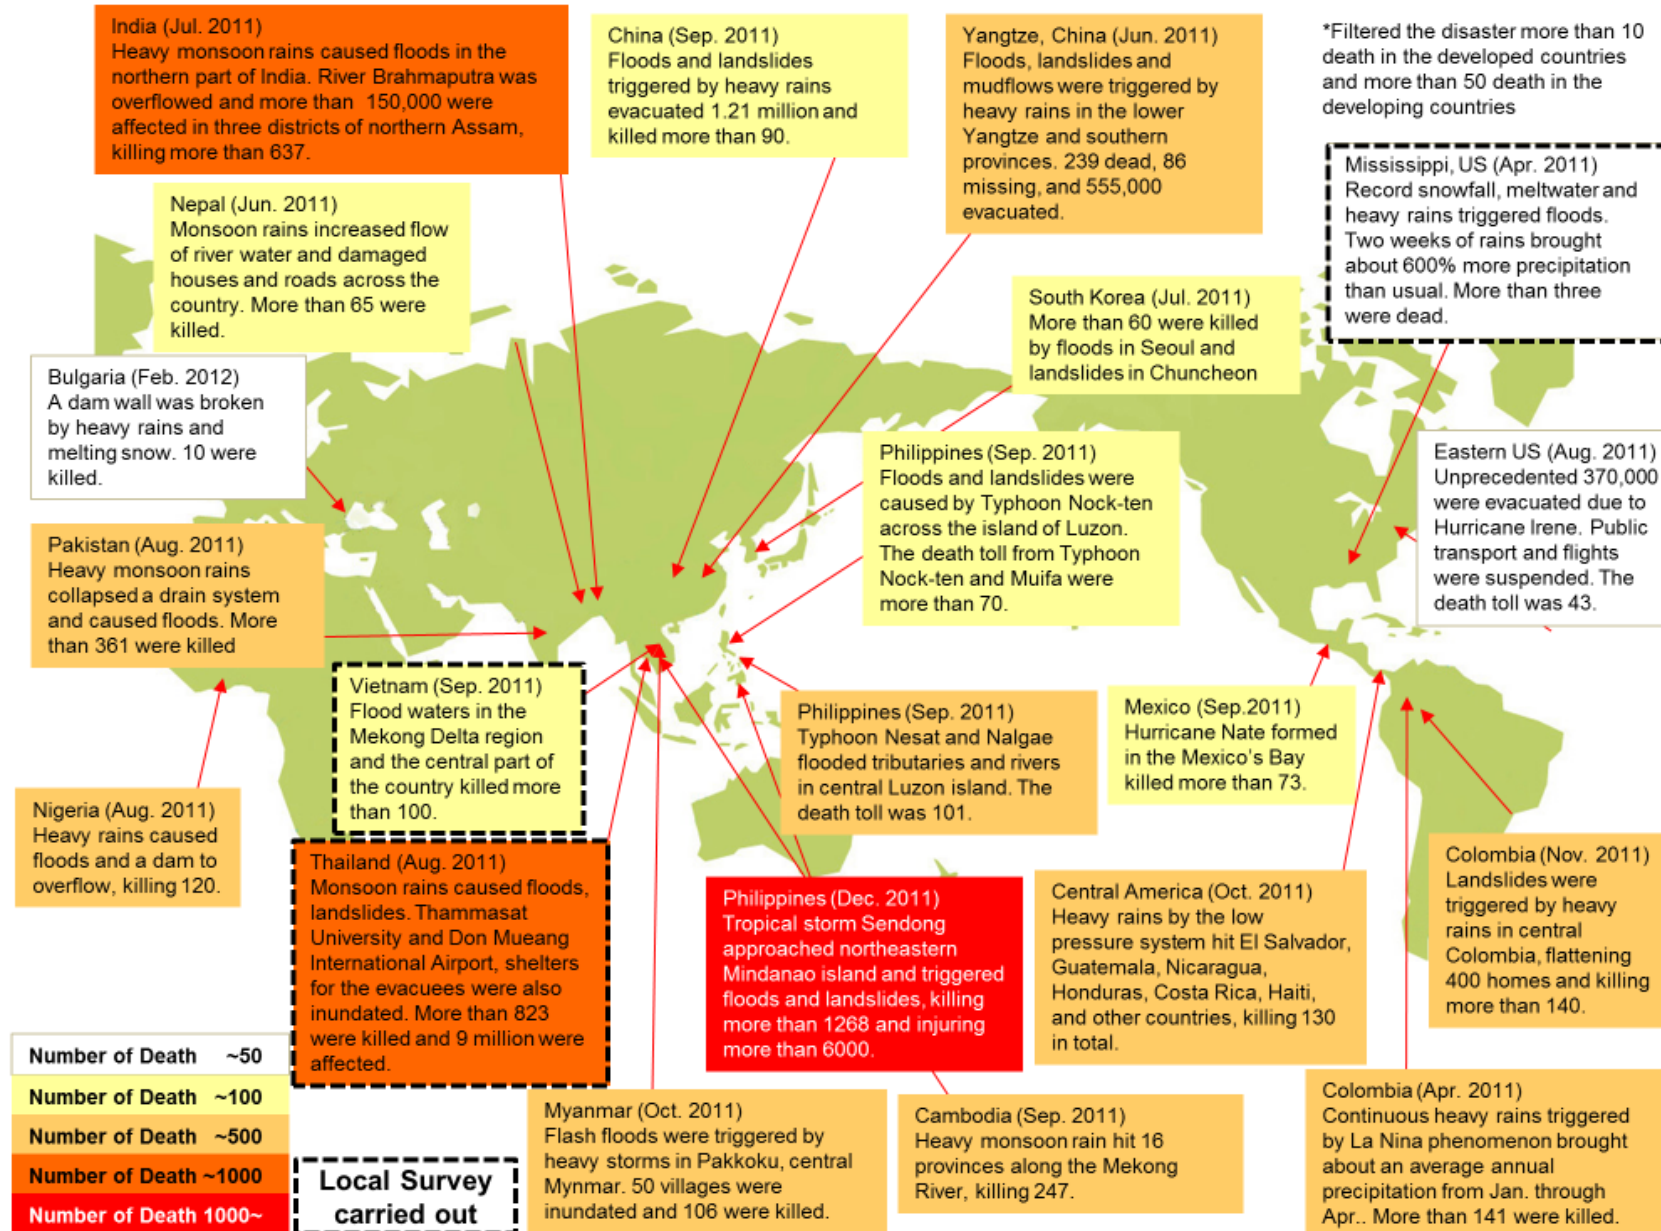 India (Jul. 2011)
Heavy monsoon rains caused floods in the
northern part of India. River Brahmaputra was
overflowed and more than 150,000 were
affected in three districts of northern Assam,
killing more than 637.
China (Sep. 2011)
Floods and landslides
triggered by heavy rains
evacuated 1.21 million and
killed more than 90.
Yangtze, China (Jun. 2011)
Floods, landslides and
mudflows were triggered by
heavy rains in the lower
Yangtze and southern
provinces. 239 dead, 86
missing, and 555,000
evacuated.
*Filtered the disaster more than 10
death in the developed countries
and more than 50 death in the
developing countries
Mississippi, US (Apr. 2011)
Record snowfall, meltwater and
heavy rains triggered floods.
Two weeks of rains brought
about 600% more precipitation
than usual. More than three
were dead.
Nepal (Jun. 2011)
Monsoon rains increased flow
of river water and damaged
houses and roads across the
country. More than 65 were
killed.
South Korea (Jul. 2011)
More than 60 were killed
by floods in Seoul and
landslides in Chuncheon
Bulgaria (Feb. 2012)
A dam wall was broken
by heavy rains and
melting snow. 10 were
killed.
Philippines (Sep. 2011)
Floods and landslides were
caused by Typhoon Nock-ten
across the island of Luzon.
The death toll from Typhoon
Nock-ten and Muifa were
more than 70.
Eastern US (Aug. 2011)
Unprecedented 370,000
were evacuated due to
Hurricane Irene. Public
transport and flights
were suspended. The
death toll was 43.
Pakistan (Aug. 2011)
Heavy monsoon rains
collapsed a drain system
and caused floods. More
than 361 were killed
Vietnam (Sep. 2011)
Flood waters in the
Mekong Delta region
and the central part of
the country killed more
than 100.
Philippines (Sep. 2011)
Typhoon Nesat and Nalgae
flooded tributaries and rivers
in central Luzon island. The
death toll was 101.
Mexico (Sep.2011)
Hurricane Nate formed
in the Mexico's Bay
killed more than 73.
Nigeria (Aug. 2011)
Heavy rains caused
floods and a dam to
overflow, killing 120.
Thailand (Aug. 2011)
Monsoon rains caused floods,
landslides. Thammasat
University and Don Mueang
International Airport, shelters
for the evacuees were also
inundated. More than 823
were killed and 9 million were
affected.
Philippines (Dec. 2011)
Tropical storm Sendong
approached northeastern
Mindanao island and triggered
floods and landslides, killing
more than 1268 and injuring
more than 6000.
Central America (Oct. 2011)
Heavy rains by the low
pressure system hit El Salvador,
Guatemala, Nicaragua,
Honduras, Costa Rica, Haiti,
and other countries, killing 130
in total.
Colombia (Nov. 2011)
Landslides were
triggered by heavy
rains in central
Colombia, flattening
400 homes and killing
more than 140.
Number of Death ~50
Number of Death ~100
Number of Death ~500
Number of Death ~1000
Number of Death 1000~
Local Survey
carried out
Myanmar (Oct. 2011)
Flash floods were triggered by
heavy storms in Pakkoku, central
Mynmar. 50 villages were
inundated and 106 were killed.
Cambodia (Sep. 2011)
Heavy monsoon rain hit 16
provinces along the Mekong
River, killing 247.
Colombia (Apr. 2011)
Continuous heavy rains triggered
by La Nina phenomenon brought
about an average annual
precipitation from Jan. through
Apr.. More than 141 were killed.